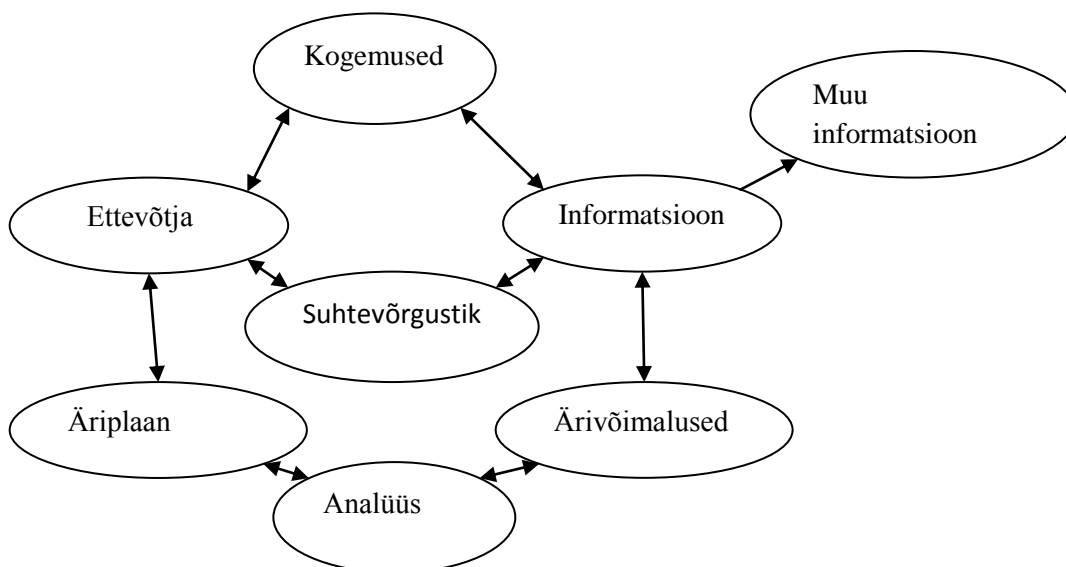 Kogemused
Muu
informatsioon
Ettevõtja
Informatsioon
Suhtevõrgustik
Äriplaan
Ärivõimalused
Analüüs